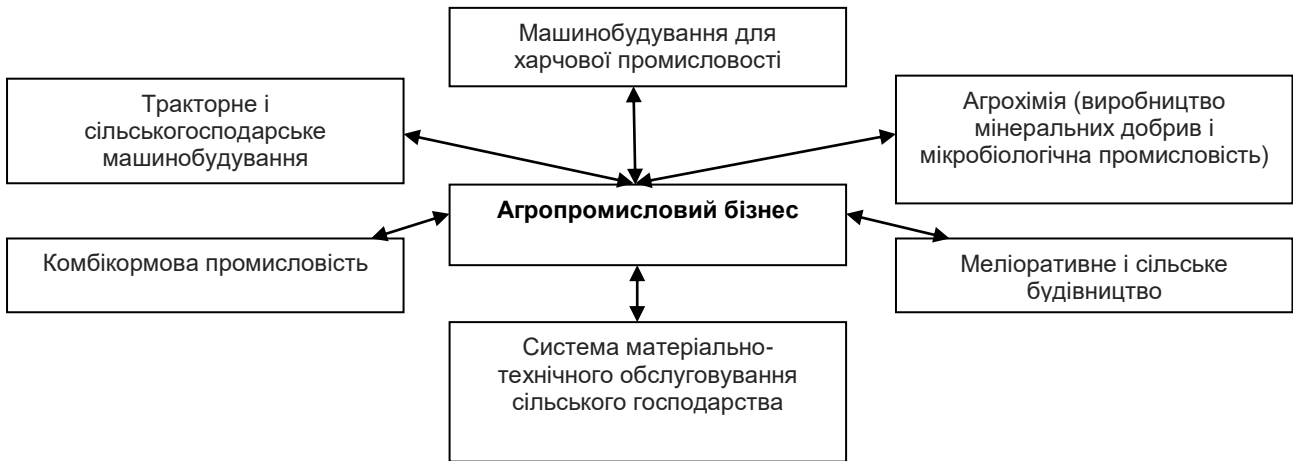 Машинобудування для
харчової промисловості
Тракторне і
сільськогосподарське
машинобудування
Агрохімія (виробництво
мінеральних добрив і
мікробіологічна промисловість)
Агропромисловий бізнес
Комбікормова промисловість
Меліоративне і сільське
будівництво
Система матеріально-
технічного обслуговування
сільського господарства